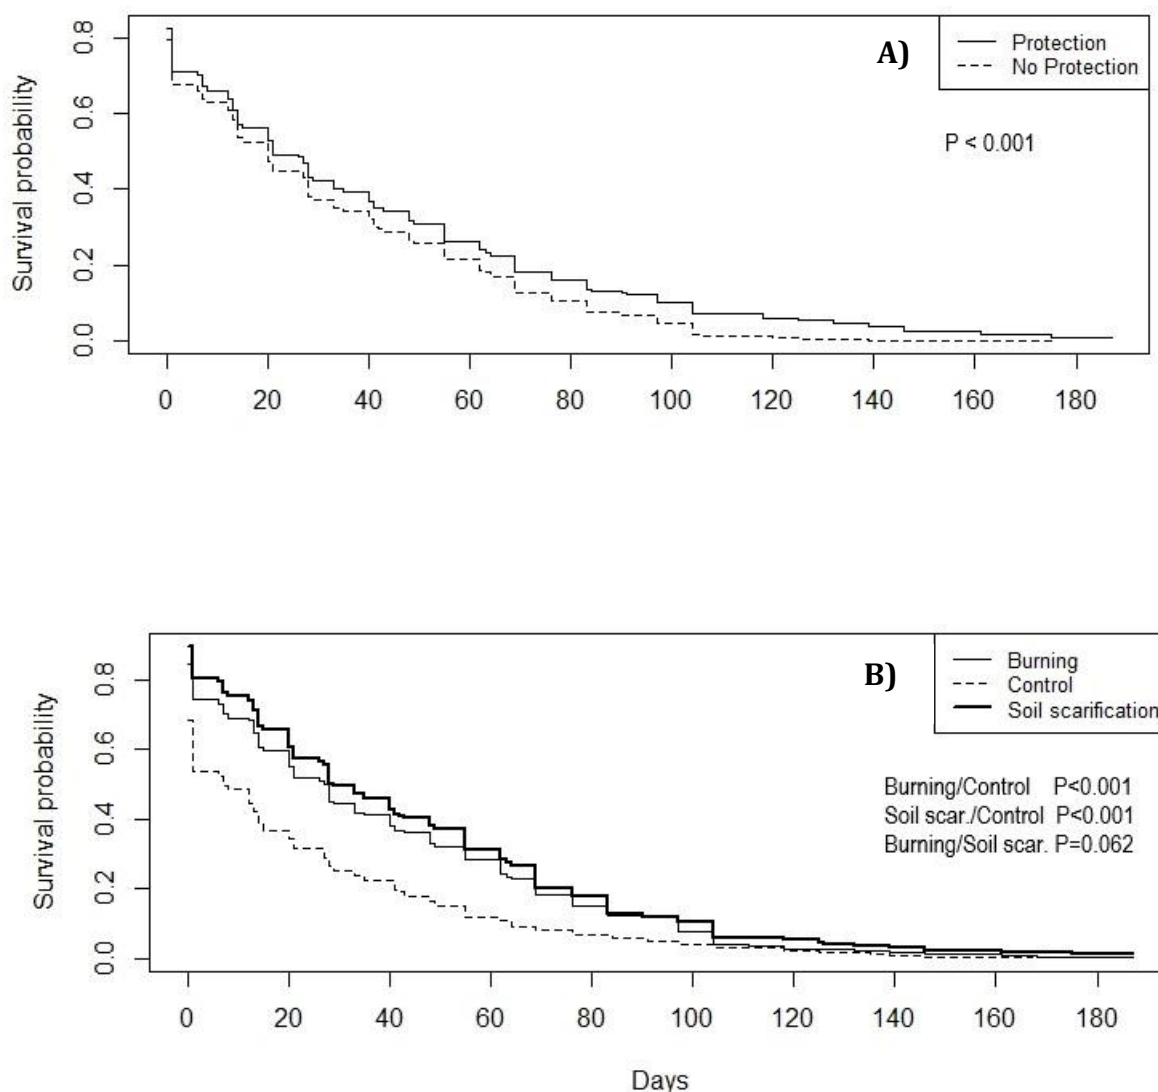 A)
Protection
No Protection
P < 0.001
Survival probability
0.0 0.2 0.4 0.6 0.8
0 20 40 60 80 100 120 140 160 180
B)
Burning
Control
Soil scarification
Burning/Control P<0.001
Soil scar./Control P<0.001
Burning/Soil scar. P=0.062
Survival probability
0.0 0.2 0.4 0.6 0.8
0 20 40 60 80 100 120 140 160 180
Days